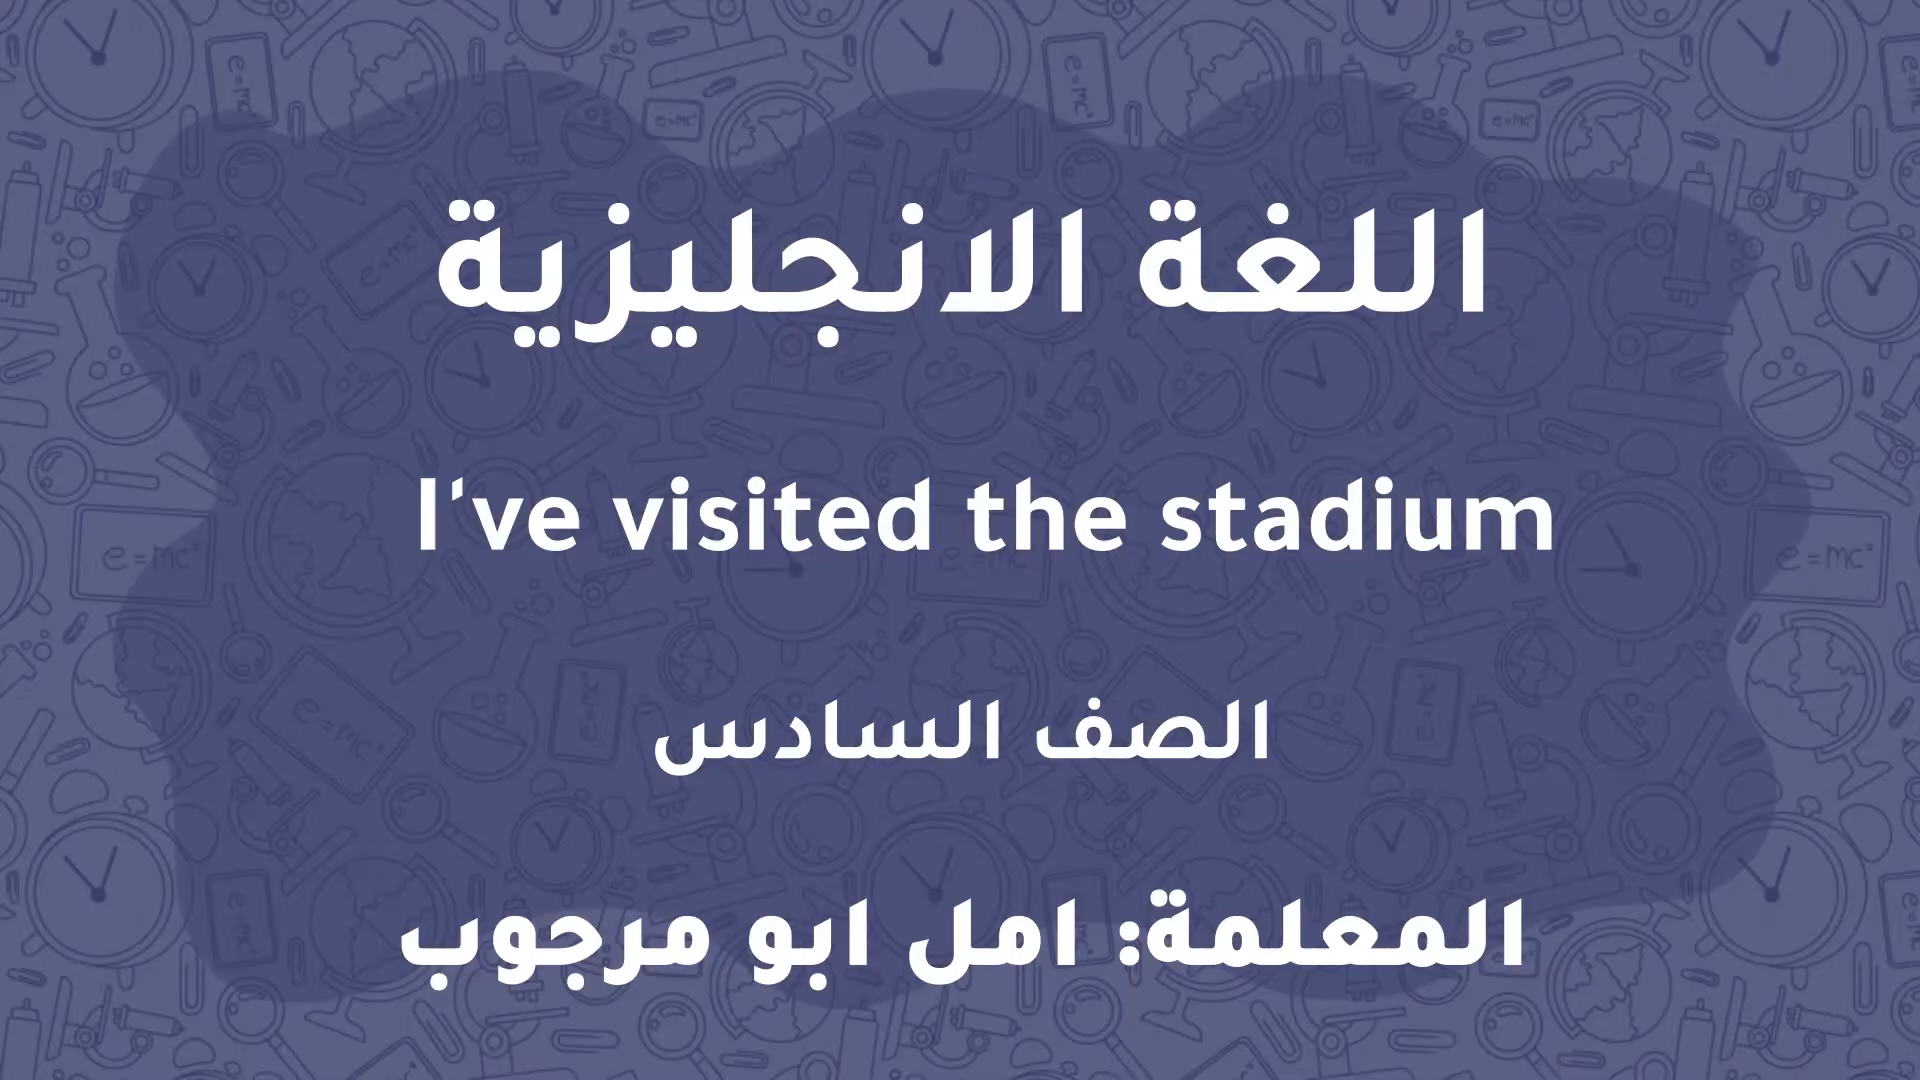 اللغة الانجليزية
I've visited the stadium
الصف السادس
المعلمة: امل ابو مرجوب